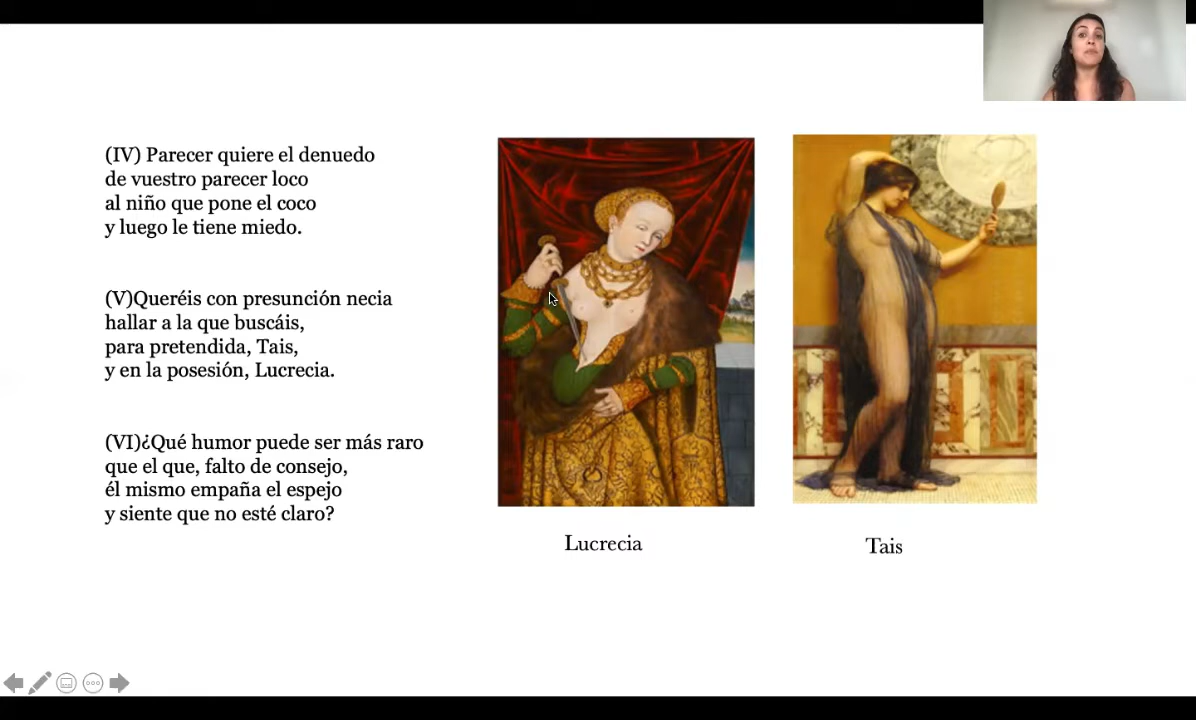 (IV) Parecer quiere el denuedo
de vuestro parecer loco
al niño que pone el coco
y luego le tiene miedo.
(V)Queréis con presunción necia
hallar a la que buscáis,
para pretendida, Tais,
y en la posesión, Lucrecia.
(VI)¿Qué humor puede ser más raro
que el que, falto de consejo,
él mismo empaña el espejo
y siente que no esté claro?
Lucrecia
Tais